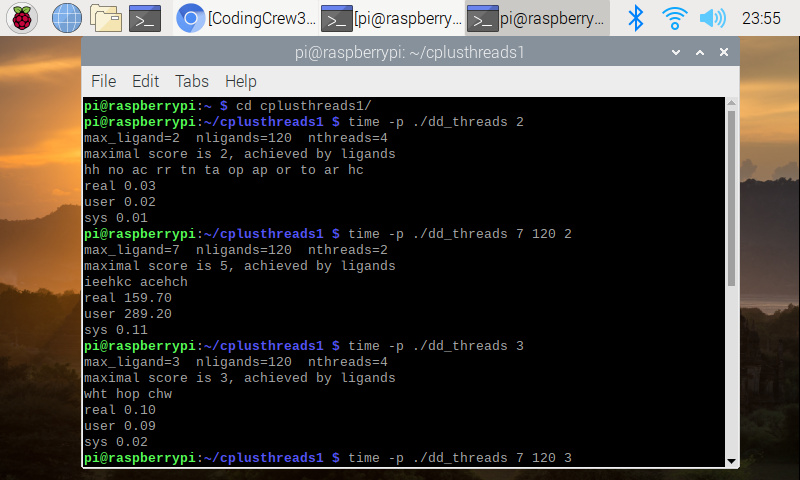 [CodingCrew3... [pi@raspberry... pi@raspberry... 23:55
pi@raspberrypi: ~/cplusthreads1
File Edit Tabs Help
pi@raspberrypi:~ $ cd cplusthreads1/
pi@raspberrypi:~/cplusthreads1 $ time -p ./dd_threads 2
max_ligand=2  nligands=120  nthreads=4
maximal score is 2, achieved by ligands
hh no ac rr tn ta op ap or to ar hc
real 0.03
user 0.02
sys 0.01
pi@raspberrypi:~/cplusthreads1 $ time -p ./dd_threads 7 120 2
max_ligand=7  nligands=120  nthreads=2
maximal score is 5, achieved by ligands
ieehkc acehch
real 159.70
user 289.20
sys 0.11
pi@raspberrypi:~/cplusthreads1 $ time -p ./dd_threads 3
max_ligand=3  nligands=120  nthreads=4
maximal score is 3, achieved by ligands
wht hop chw
real 0.10
user 0.09
sys 0.02
pi@raspberrypi:~/cplusthreads1 $ time -p ./dd_threads 7 120 3